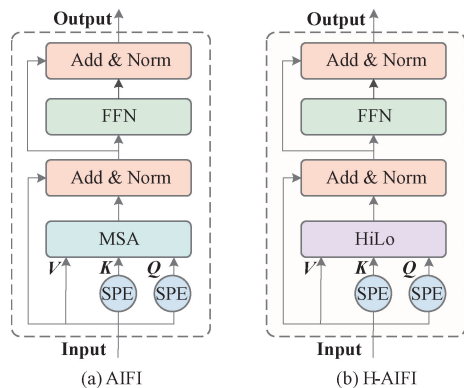 Output
Add & Norm
FFN
Add & Norm
MSA
V K Q
SPE SPE
Input
(a) AIFI
Output
Add & Norm
FFN
Add & Norm
HiLo
V K Q
SPE SPE
Input
(b) H-AIFI